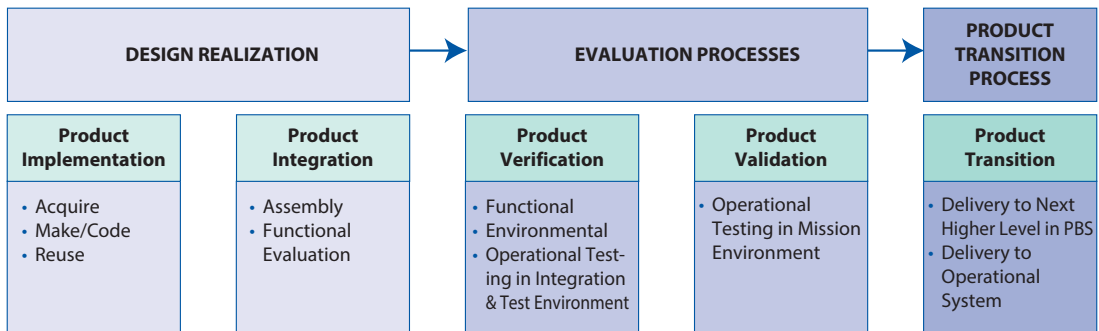 DESIGN REALIZATION
EVALUATION PROCESSES
PRODUCT
TRANSITION
PROCESS
Product
Implementation
• Acquire
• Make/Code
• Reuse
Product
Integration
• Assembly
• Functional
Evaluation
Product
Verification
• Functional
• Environmental
• Operational Test-
ing in Integration
& Test Environment
Product
Validation
• Operational
Testing in Mission
Environment
Product
Transition
• Delivery to Next
Higher Level in PBS
• Delivery to
Operational
System